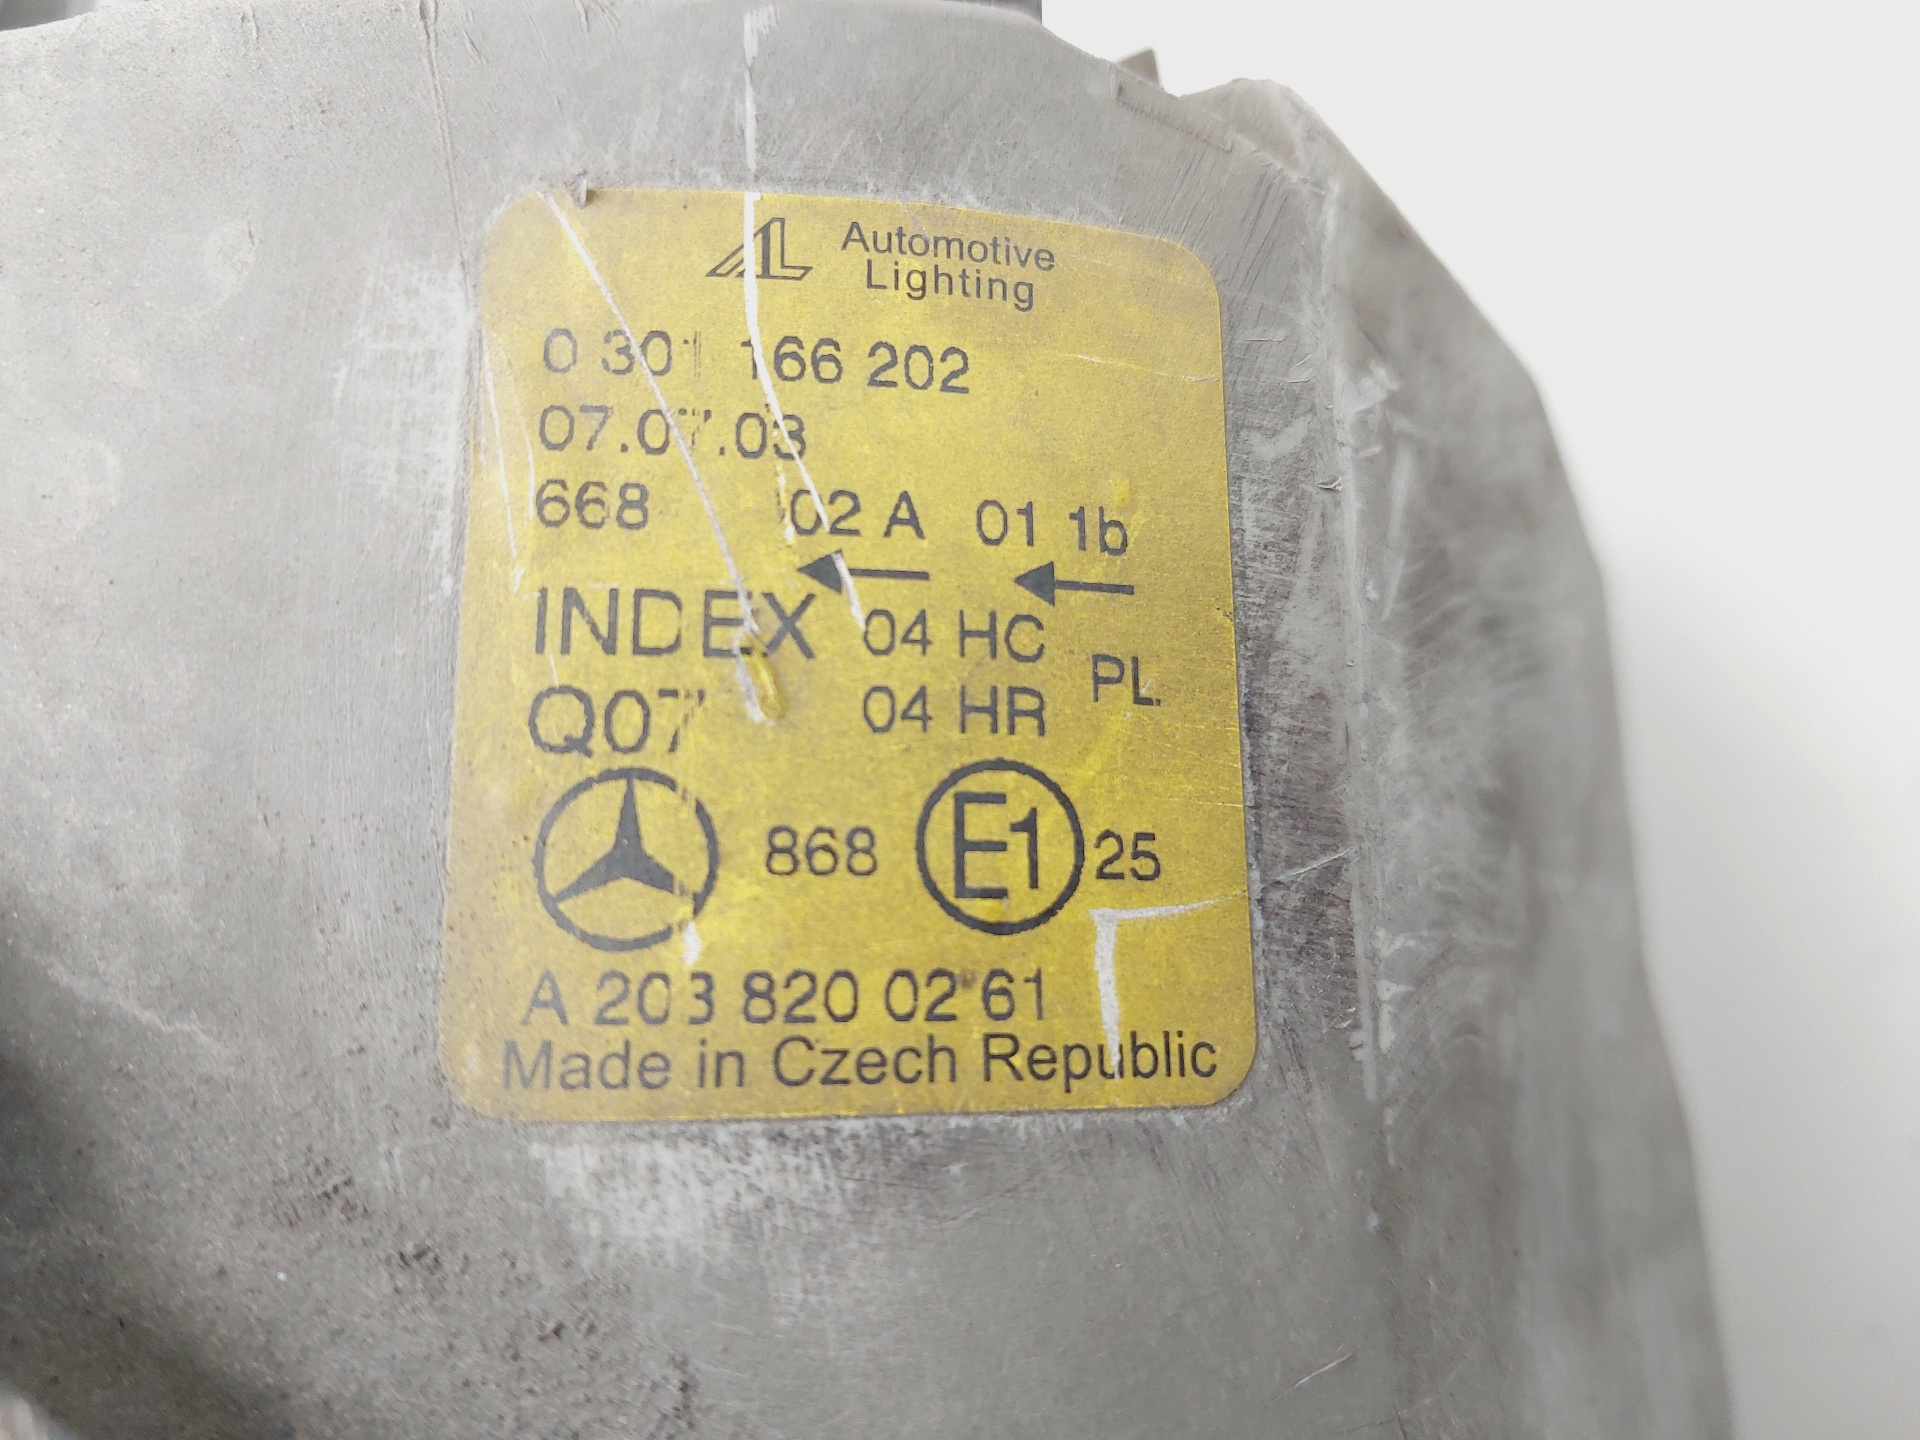 AL Automotive
Lighting
0 301 166 202
07.07.03
668 02 A 01 1b
INDEX 04 HC
Q07 04 HR PL
868 E1 25
A 203 820 02 61
Made in Czech Republic